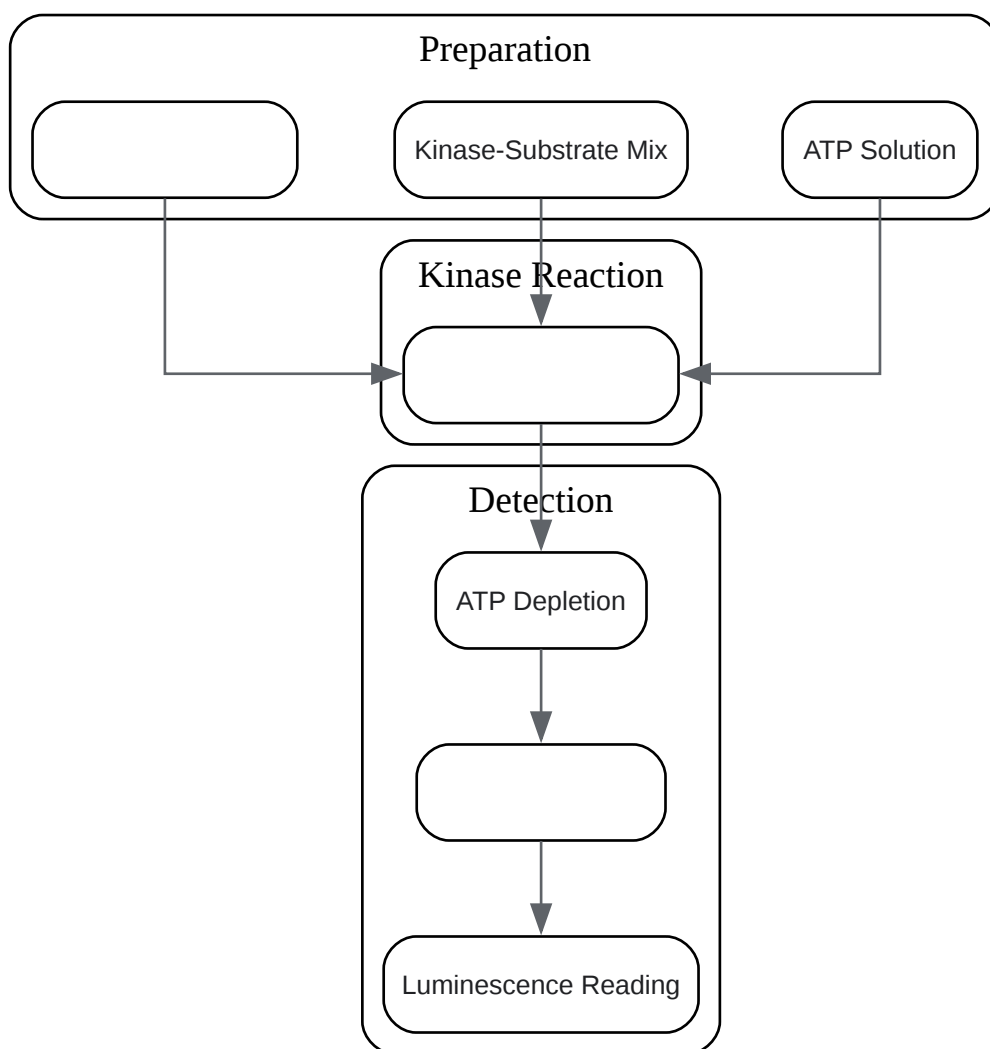 Preparation
Kinase-Substrate Mix
ATP Solution
Kinase Reaction
Detection
ATP Depletion
Luminescence Reading